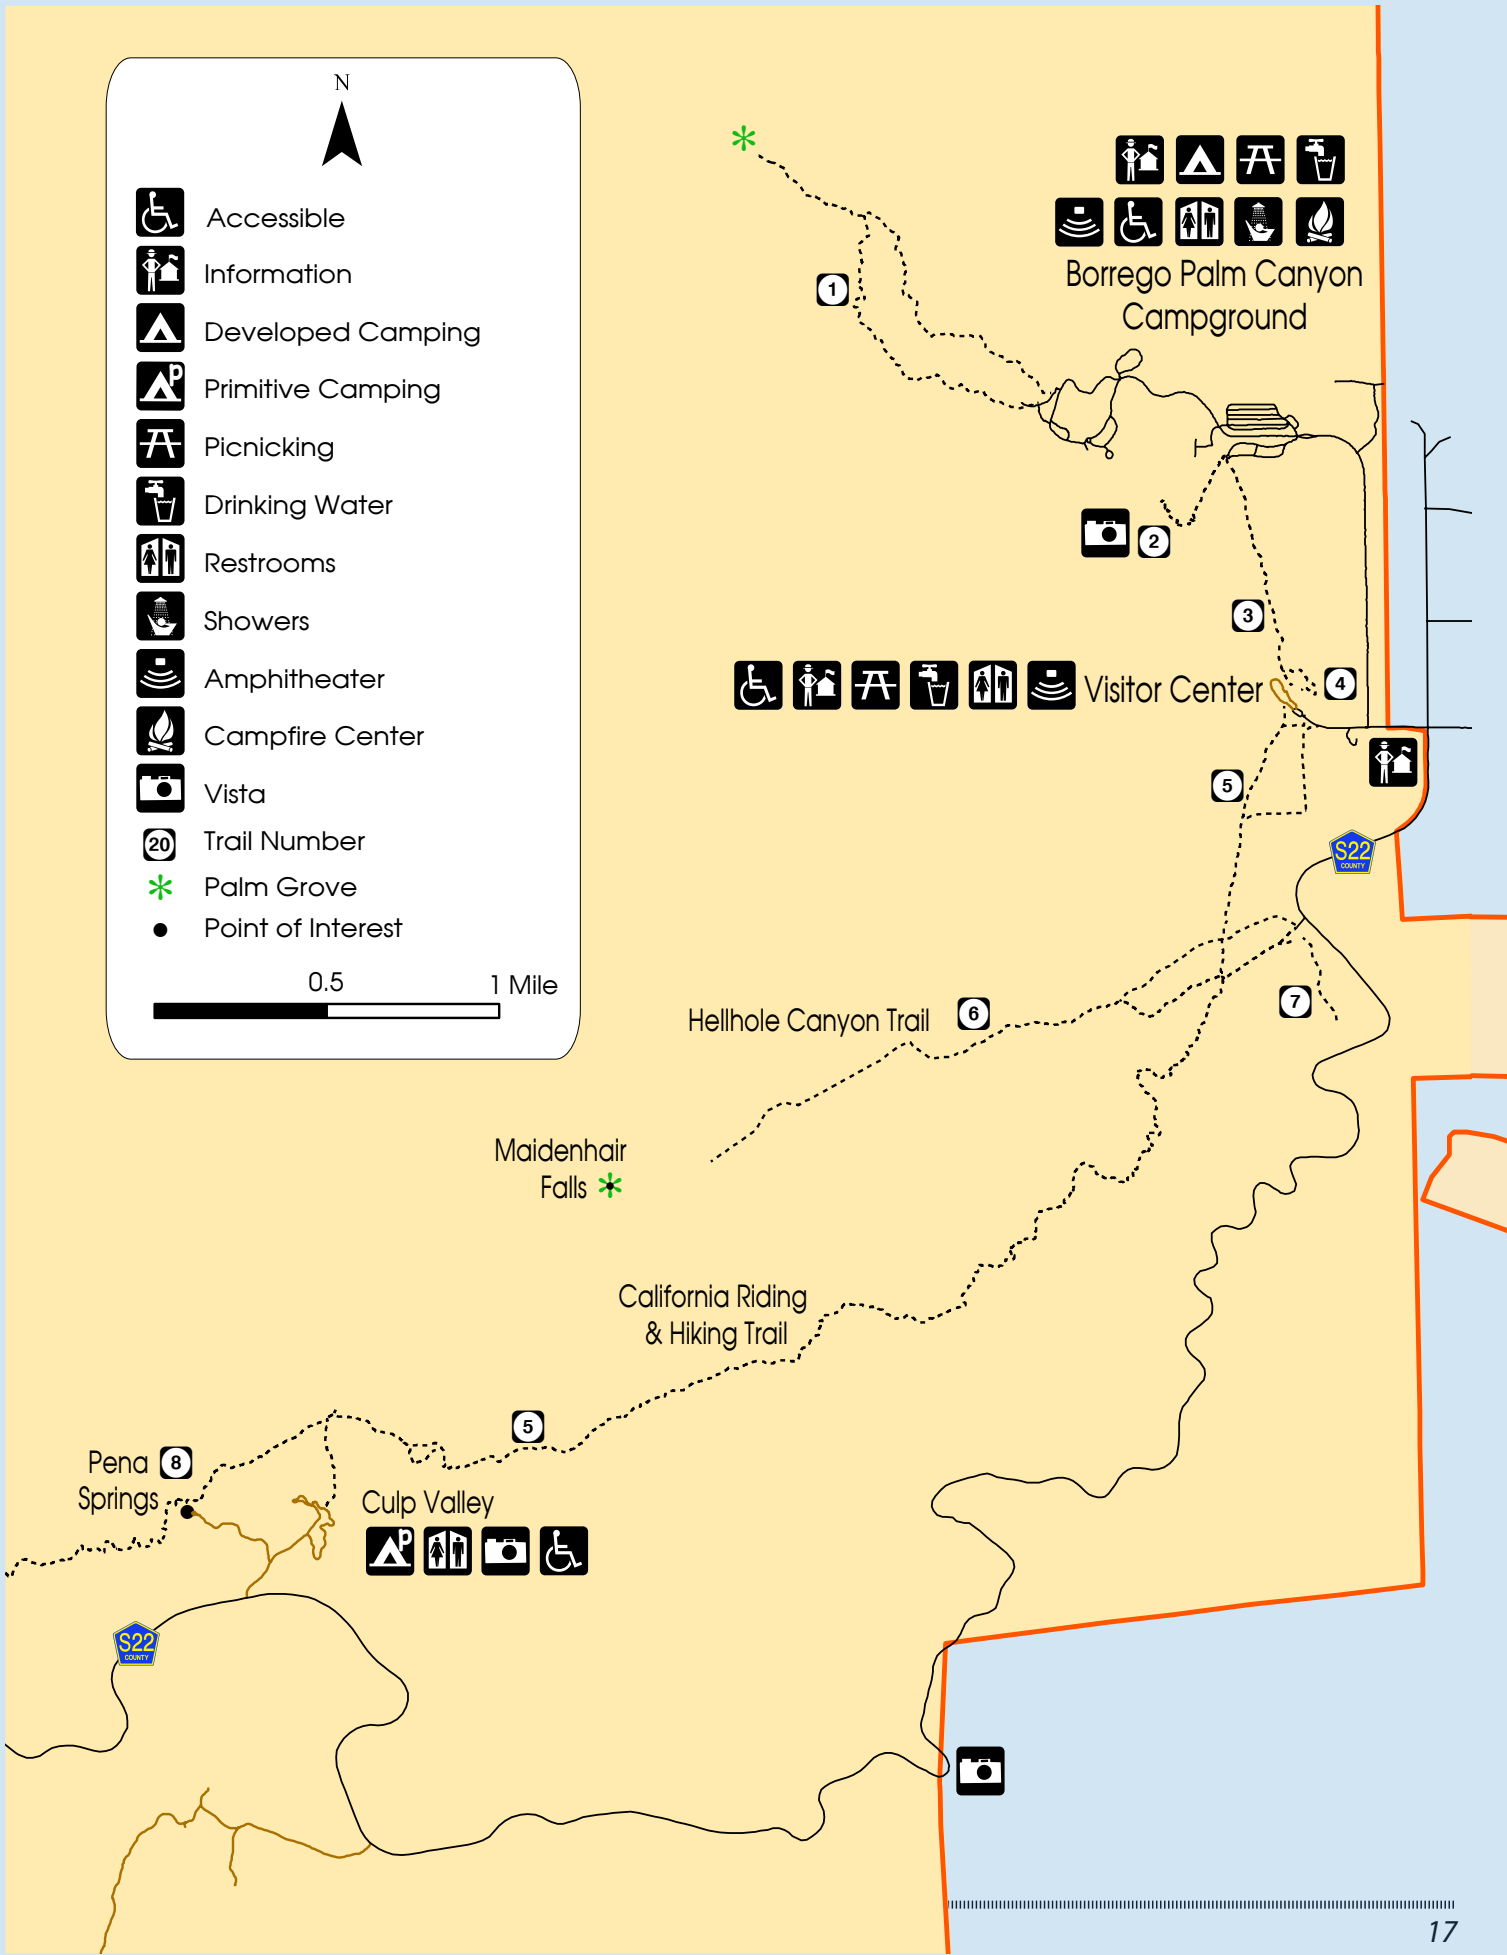 N
Accessible
Information
Developed Camping
p
Primitive Camping
Picnicking
Drinking Water
Restrooms
Showers
Amphitheater
Campfire Center
Vista
20 Trail Number
Palm Grove
Point of Interest
0.5 1 Mile
Borrego Palm Canyon
Campground
1
2
3
Visitor Center
4
5
S22
COUNTY
Hellhole Canyon Trail
6
7
Maidenhair
Falls
California Riding
& Hiking Trail
5
Pena
Springs
8
Culp Valley
p
S22
COUNTY
17